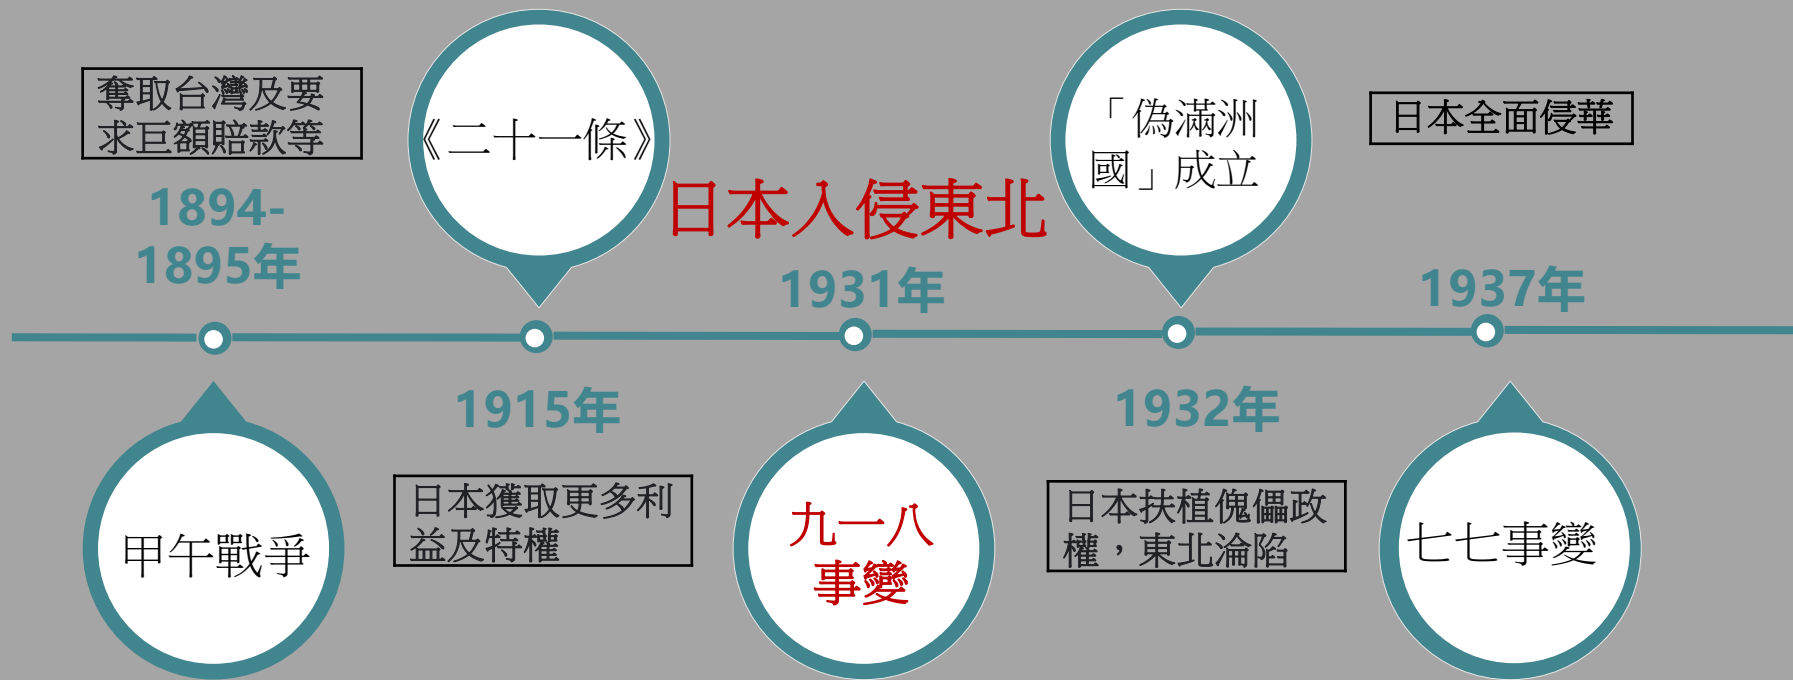 奪取台灣及要
求巨額賠款等
1894-
1895年
甲午戰爭
《二十一條》
1915年
日本獲取更多利
益及特權
日本入侵東北
1931年
九一八
事變
「偽滿洲
國」成立
1932年
日本扶植傀儡政
權，東北淪陷
日本全面侵華
1937年
七七事變